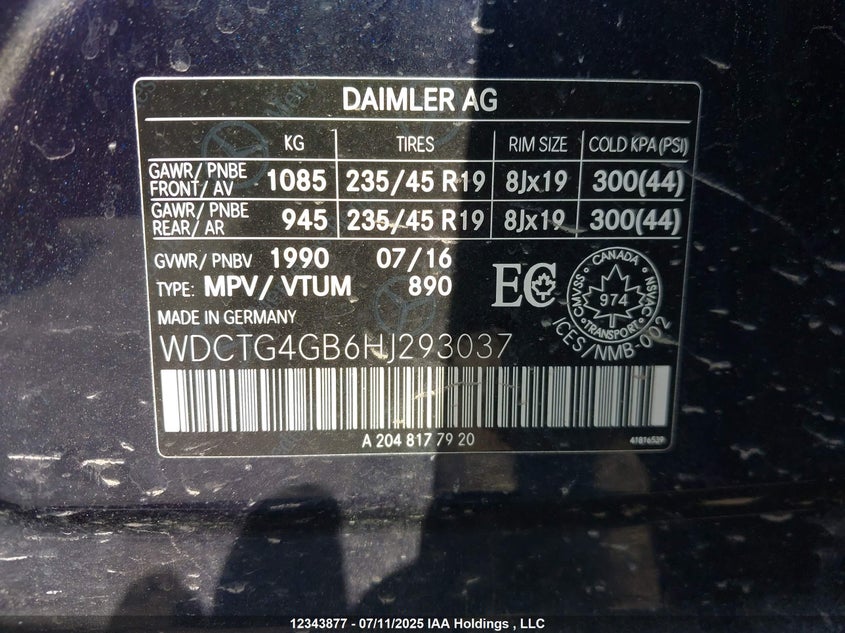 DAIMLER AG
KG TIRES RIM SIZE COLD KPA (PSI)
GAWR/ PNBE FRONT/ AV 1085 235/45 R19 8Jx19 300(44)
GAWR/ PNBE REAR/ AR 945 235/45 R19 8Jx19 300(44)
GVWR/ PNBV 1990 07/16
TYPE: MPV/ VTUM 890
EC
CANADA
CMVSS 974 NSVAC
TRANSPORT
ICES/NMB-002
MADE IN GERMANY
WDCTG4GB6HJ293037
A 204 817 79 20
41816539
12343877 - 07/11/2025 IAA Holdings , LLC